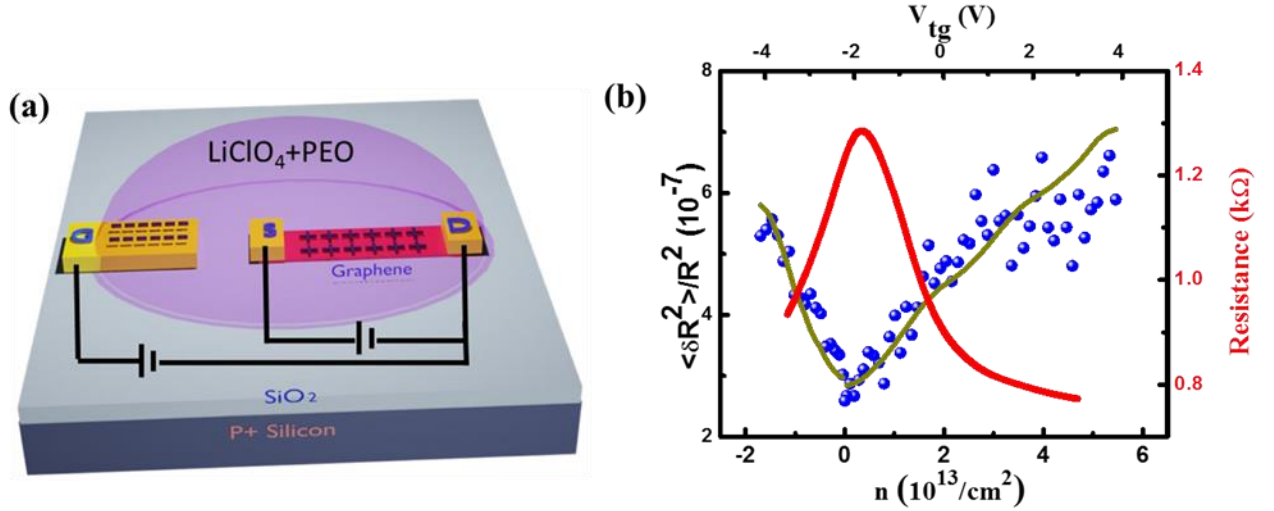 (a)
LiClO₄+PEO
G
S
D
Graphene
SiO₂
P+ Silicon
(b)
V_tg (V)
-4 -2 0 2 4
8
6
4
2
<δR²>/R² (10⁻⁷)
1.4
1.2
1.0
0.8
Resistance (kΩ)
-2 0 2 4 6
n (10¹³/cm²)